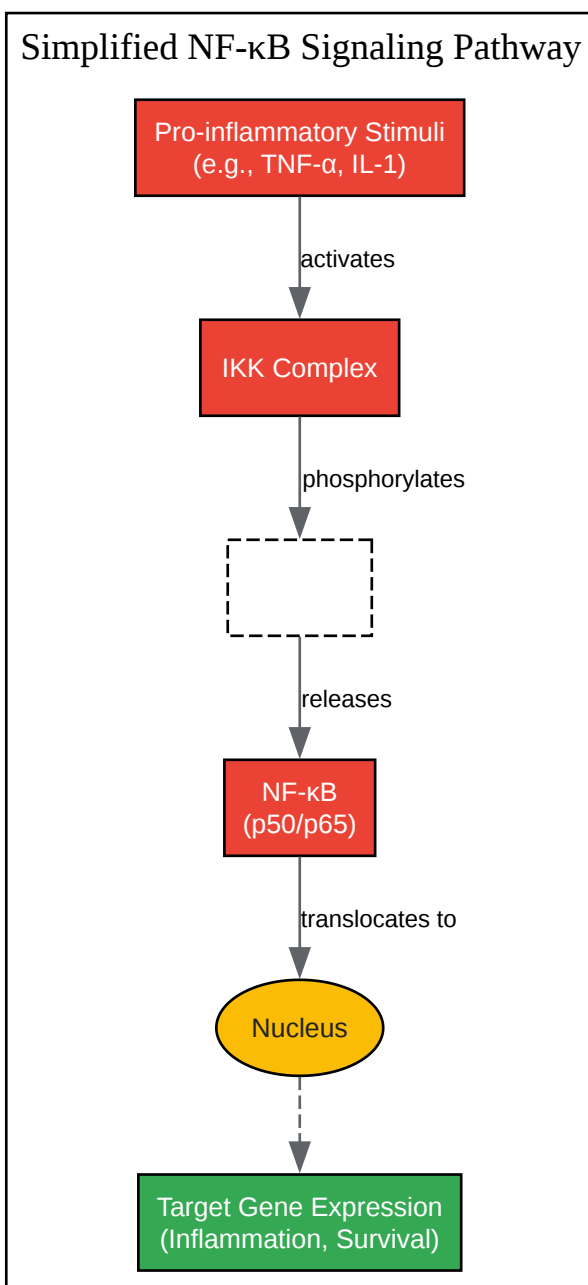 Simplified NF-κB Signaling Pathway
Pro-inflammatory Stimuli
(e.g., TNF-α, IL-1)
activates
IKK Complex
phosphorylates
releases
NF-κB
(p50/p65)
translocates to
Nucleus
Target Gene Expression
(Inflammation, Survival)